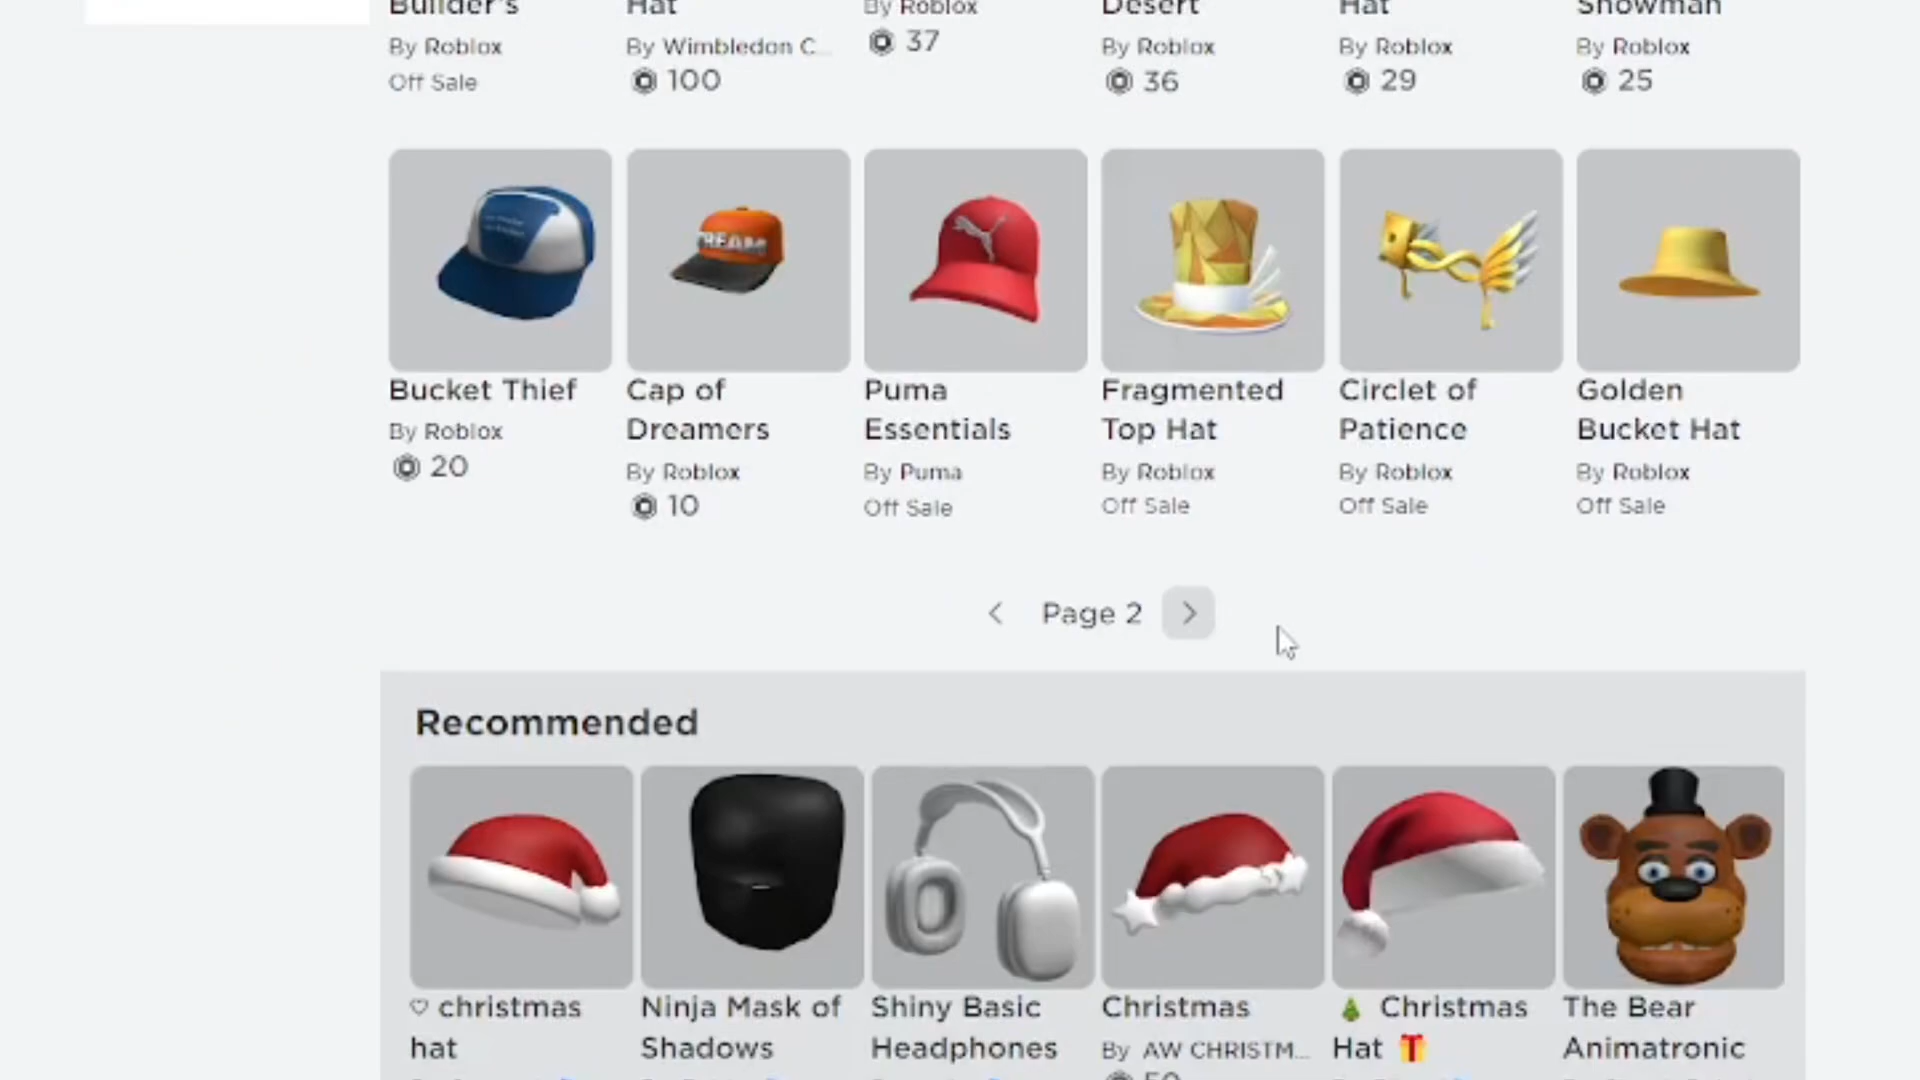 Builder's Hat Desert Hat Snowman
By Roblox By Wimbledon C... By Roblox By Roblox By Roblox By Roblox
Off Sale 100 37 36 29 25
TREAM
Bucket Thief Cap of Puma Fragmented Circlet of Golden
Dreamers Essentials Top Hat Patience Bucket Hat
By Roblox By Roblox By Puma By Roblox By Roblox By Roblox
20 10 Off Sale Off Sale Off Sale Off Sale
< Page 2 >
Recommended
♡ christmas Ninja Mask of Shiny Basic Christmas 🎄 Christmas The Bear
hat Shadows Headphones By AW CHRISTM... Hat 🎁 Animatronic
50